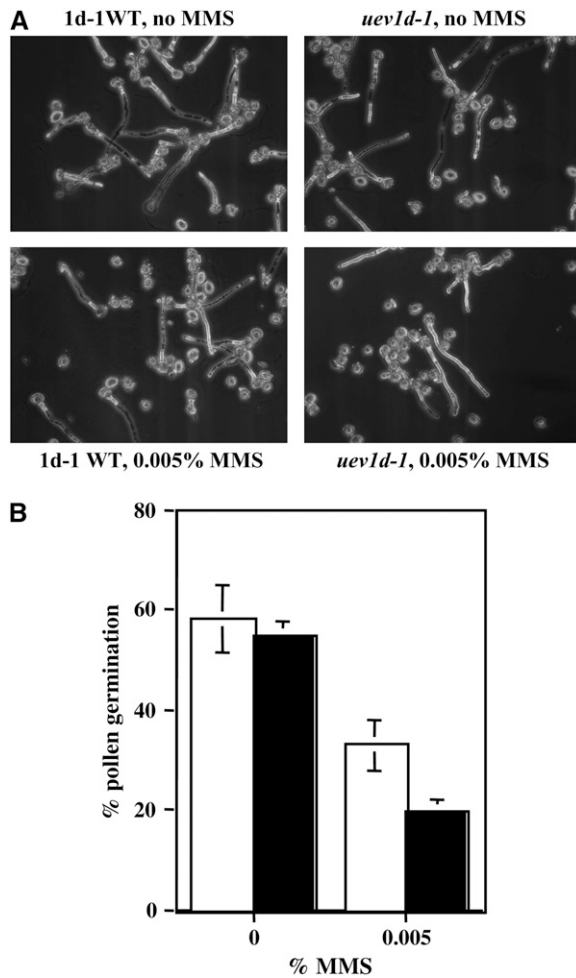 A
1d-1WT, no MMS
uev1d-1, no MMS
1d-1 WT, 0.005% MMS
uev1d-1, 0.005% MMS
B
% pollen germination
80
60
40
20
0
0
0.005
% MMS